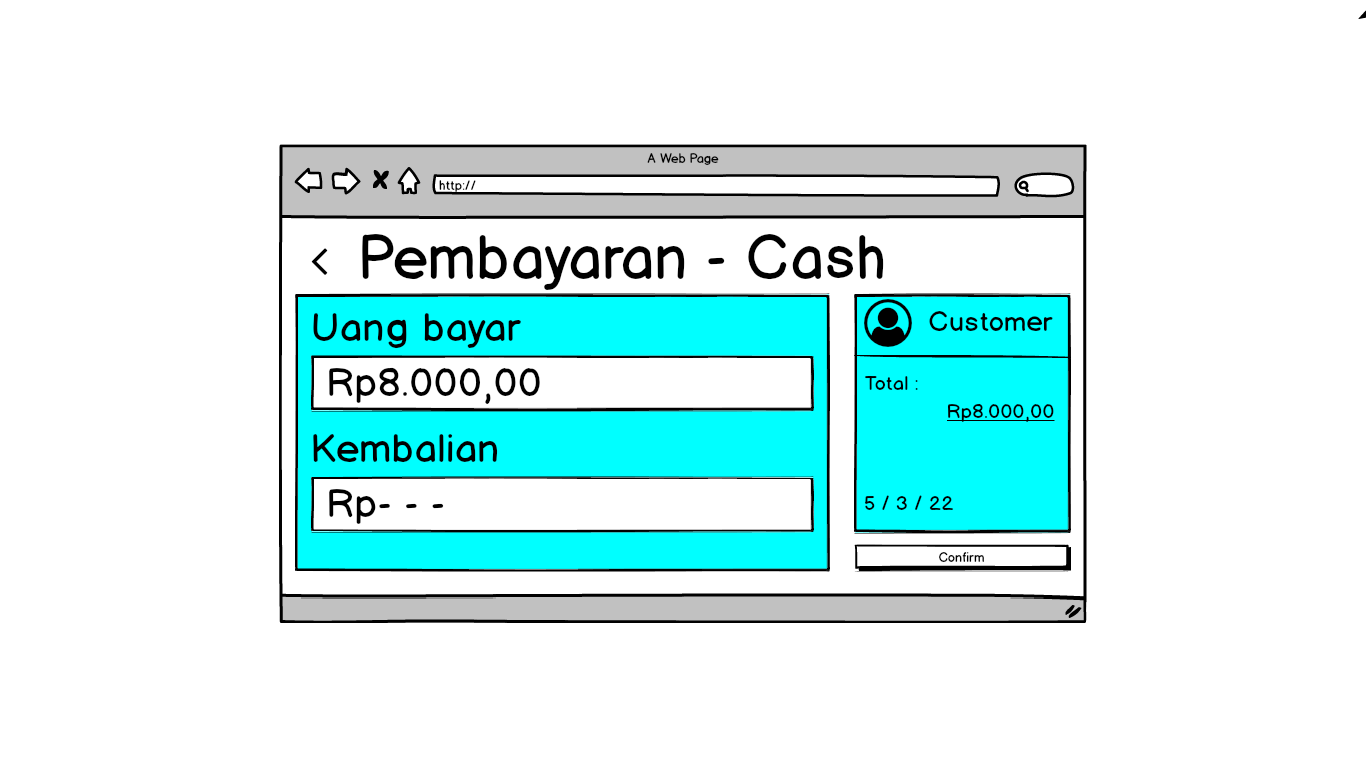 A Web Page
http://
< Pembayaran - Cash
Uang bayar
Rp8.000,00
Kembalian
Rp- - -
Customer
Total :
Rp8.000,00
5 / 3 / 22
Confirm